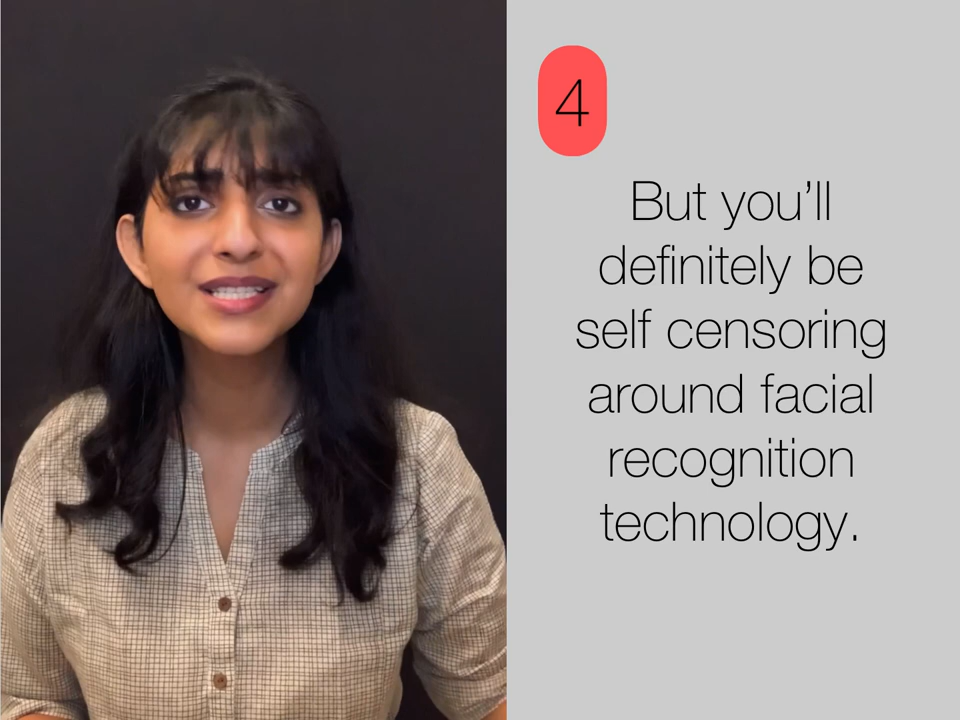 4
But you’ll
definitely be
self censoring
around facial
recognition
technology.